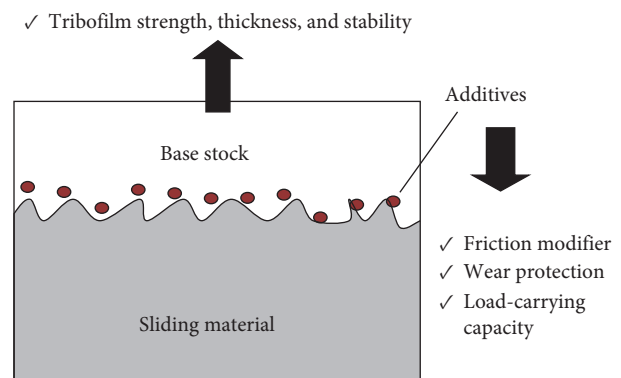 ✓ Tribofilm strength, thickness, and stability
Additives
Base stock
✓ Friction modifier
✓ Wear protection
✓ Load-carrying
capacity
Sliding material